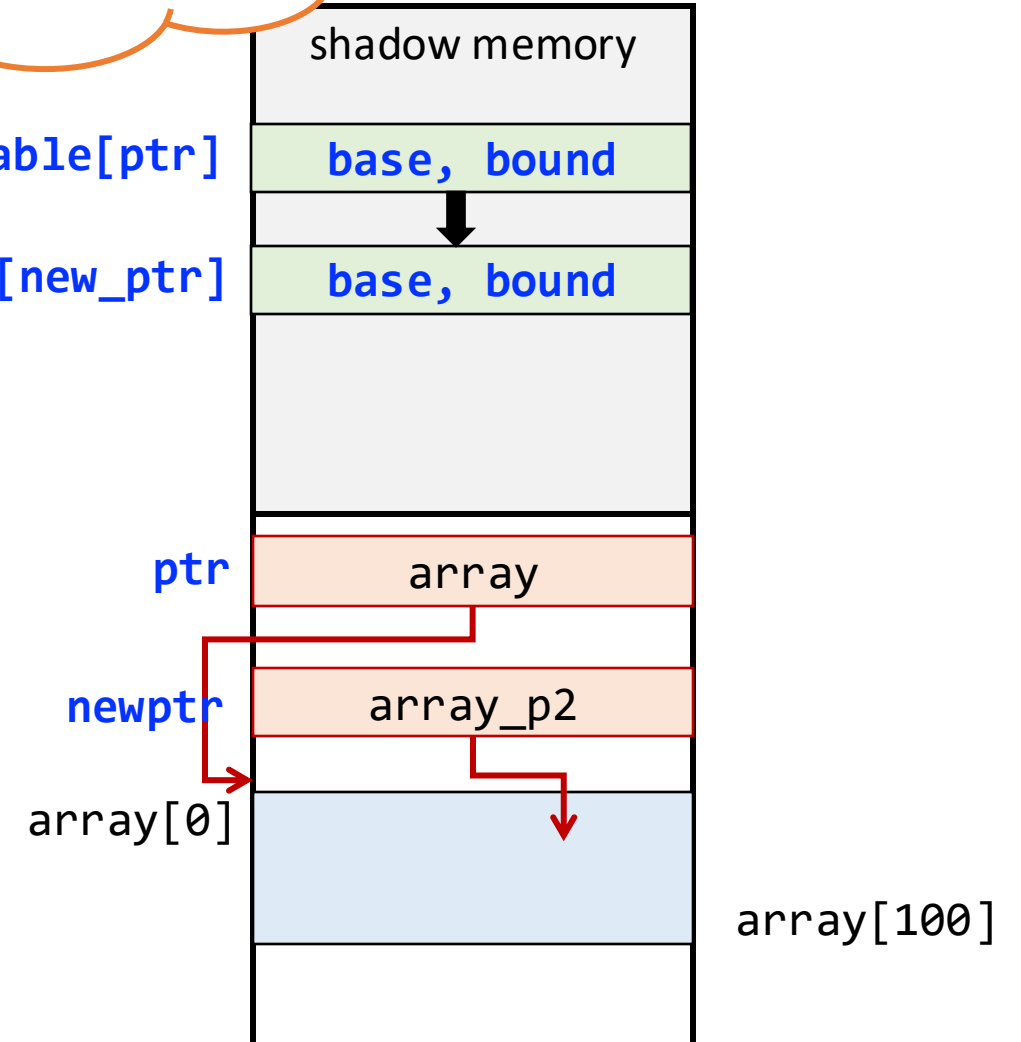 shadow memory
able[ptr]
base, bound
[new_ptr]
base, bound
ptr
array
newptr
array_p2
array[0]
array[100]